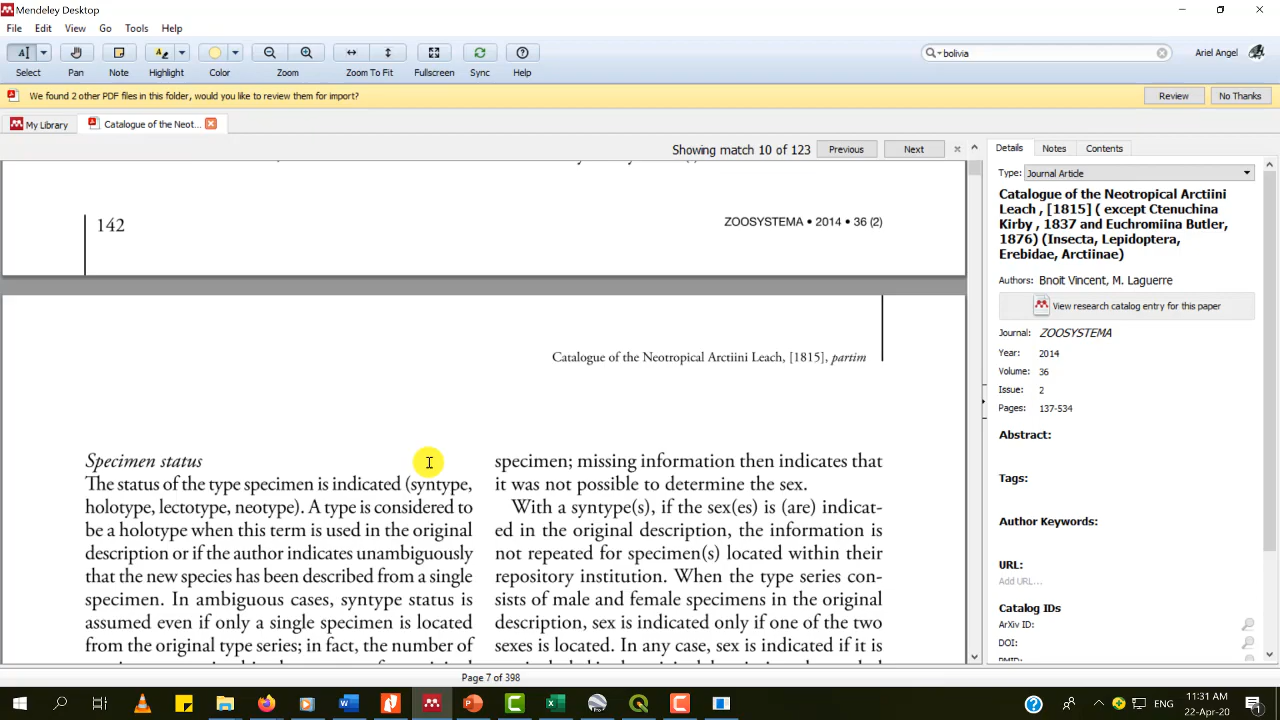 Mendeley Desktop
File Edit View Go Tools Help
bolivia
Ariel Angel
Select Pan Note Highlight Color Zoom Zoom To Fit Fullscreen Sync Help
We found 2 other PDF files in this folder, would you like to review them for import?
Review No Thanks
My Library
Catalogue of the Neot...
Showing match 10 of 123 Previous Next
142
ZOOSYSTEMA • 2014 • 36 (2)
Catalogue of the Neotropical Arctiini Leach, [1815], partim
Specimen status
The status of the type specimen is indicated (syntype,
holotype, lectotype, neotype). A type is considered to
be a holotype when this term is used in the original
description or if the author indicates unambiguously
that the new species has been described from a single
specimen. In ambiguous cases, syntype status is
assumed even if only a single specimen is located
from the original type series; in fact, the number of
specimen; missing information then indicates that
it was not possible to determine the sex.
With a syntype(s), if the sex(es) is (are) indicat-
ed in the original description, the information is
not repeated for specimen(s) located within their
repository institution. When the type series con-
sists of male and female specimens in the original
description, sex is indicated only if one of the two
sexes is located. In any case, sex is indicated if it is
Page 7 of 398
Details Notes Contents
Type: Journal Article
Catalogue of the Neotropical Arctiini
Leach , [1815] ( except Ctenuchina
Kirby , 1837 and Euchromiina Butler,
1876) (Insecta, Lepidoptera,
Erebidae, Arctiinae)
Authors: Bnoit Vincent, M. Laguerre
View research catalog entry for this paper
Journal: ZOOSYSTEMA
Year: 2014
Volume: 36
Issue: 2
Pages: 137-534
Abstract:
Tags:
Author Keywords:
URL:
Add URL...
Catalog IDs
ArXiv ID:
DOI:
PMID:
ENG
11:31 AM
22-Apr-20